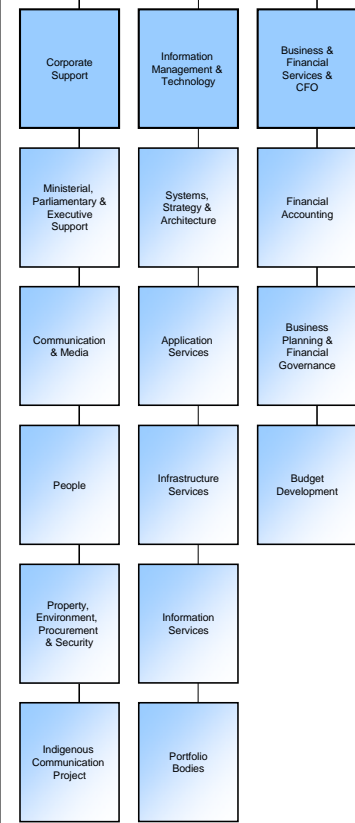 Corporate
Support
Ministerial,
Parliamentary &
Executive
Support
Communication
& Media
People
Property,
Environment,
Procurement
& Security
Indigenous
Communication
Project
Information
Management &
Technology
Systems,
Strategy &
Architecture
Application
Services
Infrastructure
Services
Information
Services
Portfolio
Bodies
Business &
Financial
Services &
CFO
Financial
Accounting
Business
Planning &
Financial
Governance
Budget
Development